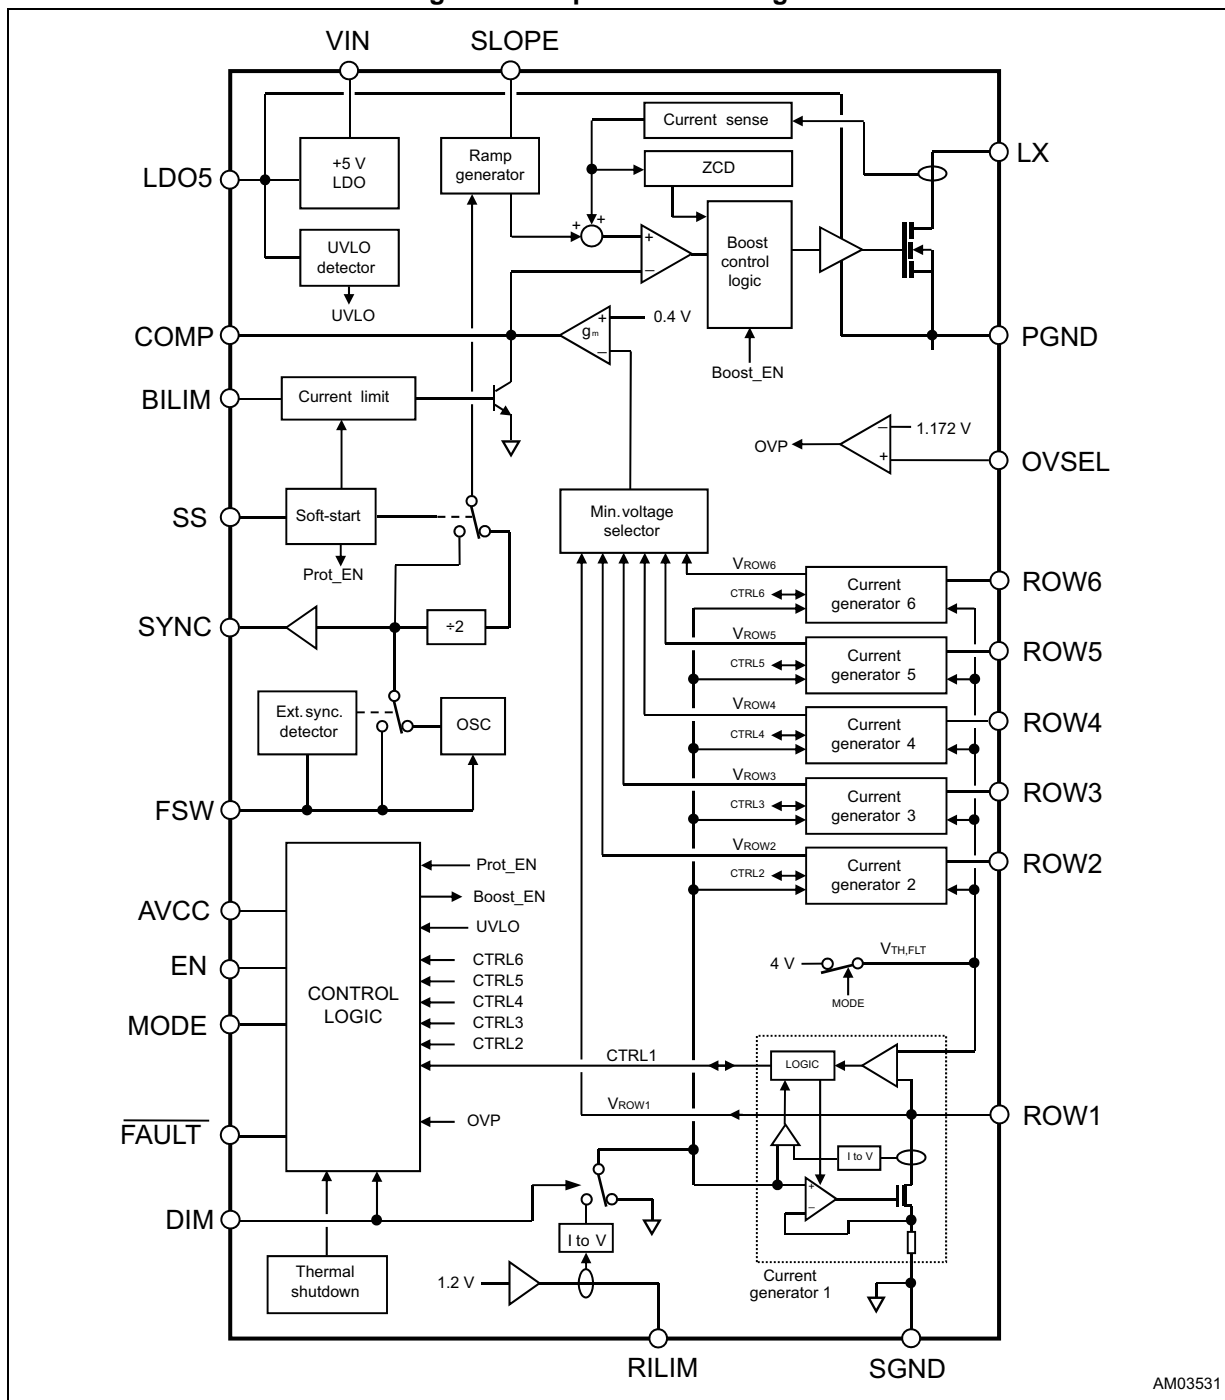 VIN
SLOPE
LDO5
+5 V
LDO
Ramp
generator
Current sense
ZCD
LX
UVLO
detector
UVLO
+
+
+
–
Boost
control
logic
COMP
gm
+
–
0.4 V
Boost_EN
PGND
BILIM
Current limit
OVP
–
+
1.172 V
OVSEL
SS
Soft-start
Prot_EN
Min. voltage
selector
SYNC
÷2
VROW6
CTRL6
Current
generator 6
ROW6
VROW5
CTRL5
Current
generator 5
ROW5
Ext. sync.
detector
OSC
VROW4
CTRL4
Current
generator 4
ROW4
FSW
VROW3
CTRL3
Current
generator 3
ROW3
VROW2
CTRL2
Current
generator 2
ROW2
AVCC
EN
MODE
FAULT
DIM
CONTROL
LOGIC
Prot_EN
Boost_EN
UVLO
CTRL6
CTRL5
CTRL4
CTRL3
CTRL2
CTRL1
OVP
4 V
VTH,FLT
MODE
LOGIC
VROW1
ROW1
I to V
+
–
I to V
Thermal
shutdown
1.2 V
Current
generator 1
RILIM
SGND
AM03531